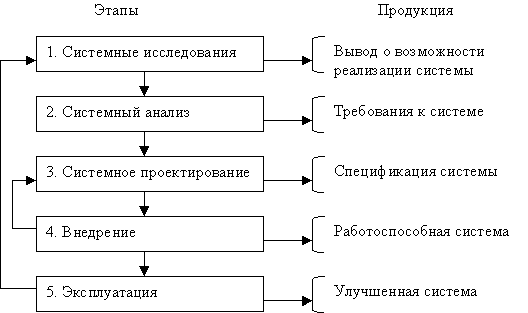 Этапы
Продукция
1. Системные исследования
Вывод о возможности
реализации системы
2. Системный анализ
Требования к системе
3. Системное проектирование
Спецификация системы
4. Внедрение
Работоспособная система
5. Эксплуатация
Улучшенная система